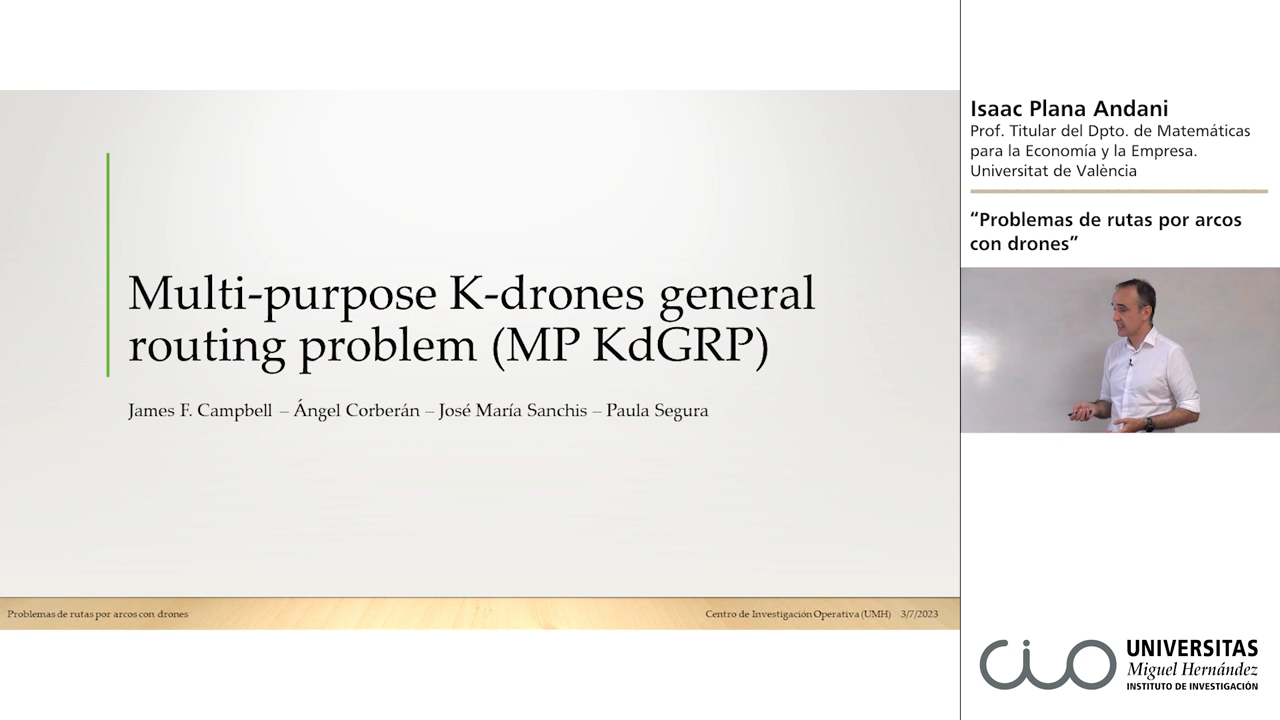 Multi-purpose K-drones general
routing problem (MP KdGRP)
James F. Campbell – Ángel Corberán – José María Sanchis – Paula Segura
Problemas de rutas por arcos con drones
Centro de Investigación Operativa (UMH) 3/7/2023
Isaac Plana Andani
Prof. Titular del Dpto. de Matemáticas
para la Economía y la Empresa.
Universitat de València
“Problemas de rutas por arcos
con drones”
cio
UNIVERSITAS
Miguel Hernández
INSTITUTO DE INVESTIGACIÓN